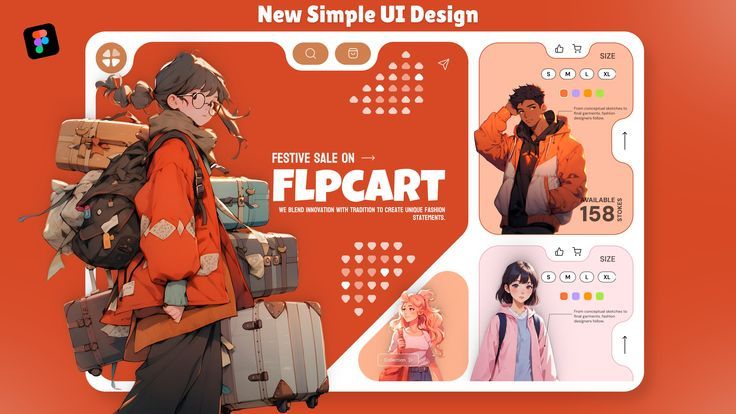 New Simple UI Design
FESTIVE SALE ON
FLPCART
WE BLEND INNOVATION WITH TRADITION TO CREATE UNIQUE FASHION
STATEMENTS.
SIZE
S M L XL
From conceptual sketches to
final garments, fashion
designers follow.
AVAILABLE
158
STOKES
Collection
SIZE
S M L XL
From conceptual sketches to
final garments, fashion
designers follow.